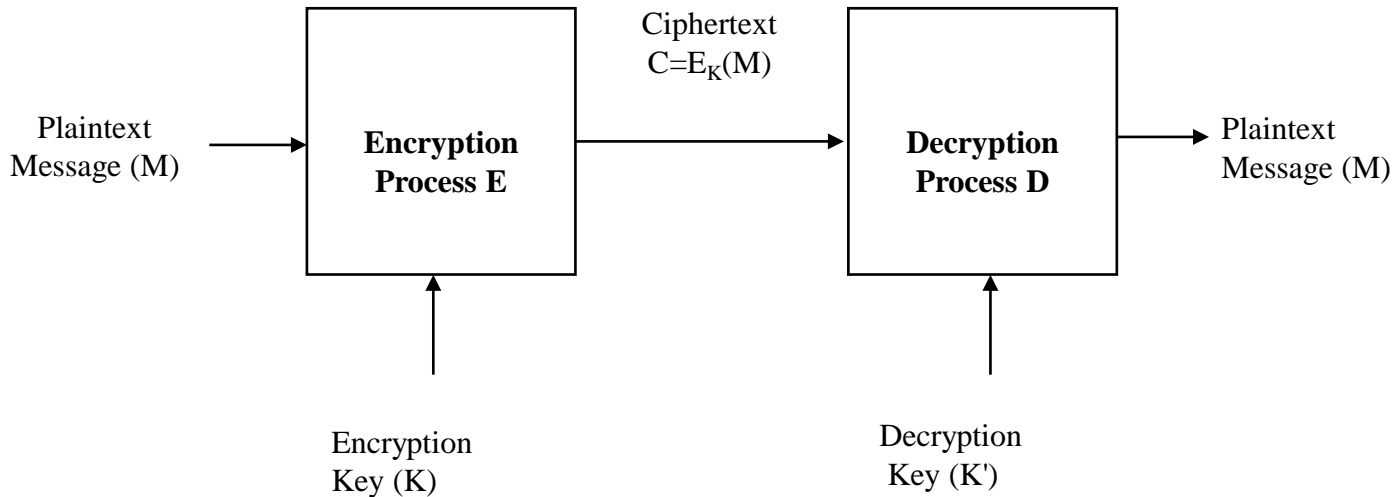 Ciphertext
C=E_K(M)
Plaintext
Message (M)
Encryption
Process E
Decryption
Process D
Plaintext
Message (M)
Encryption
Key (K)
Decryption
Key (K')